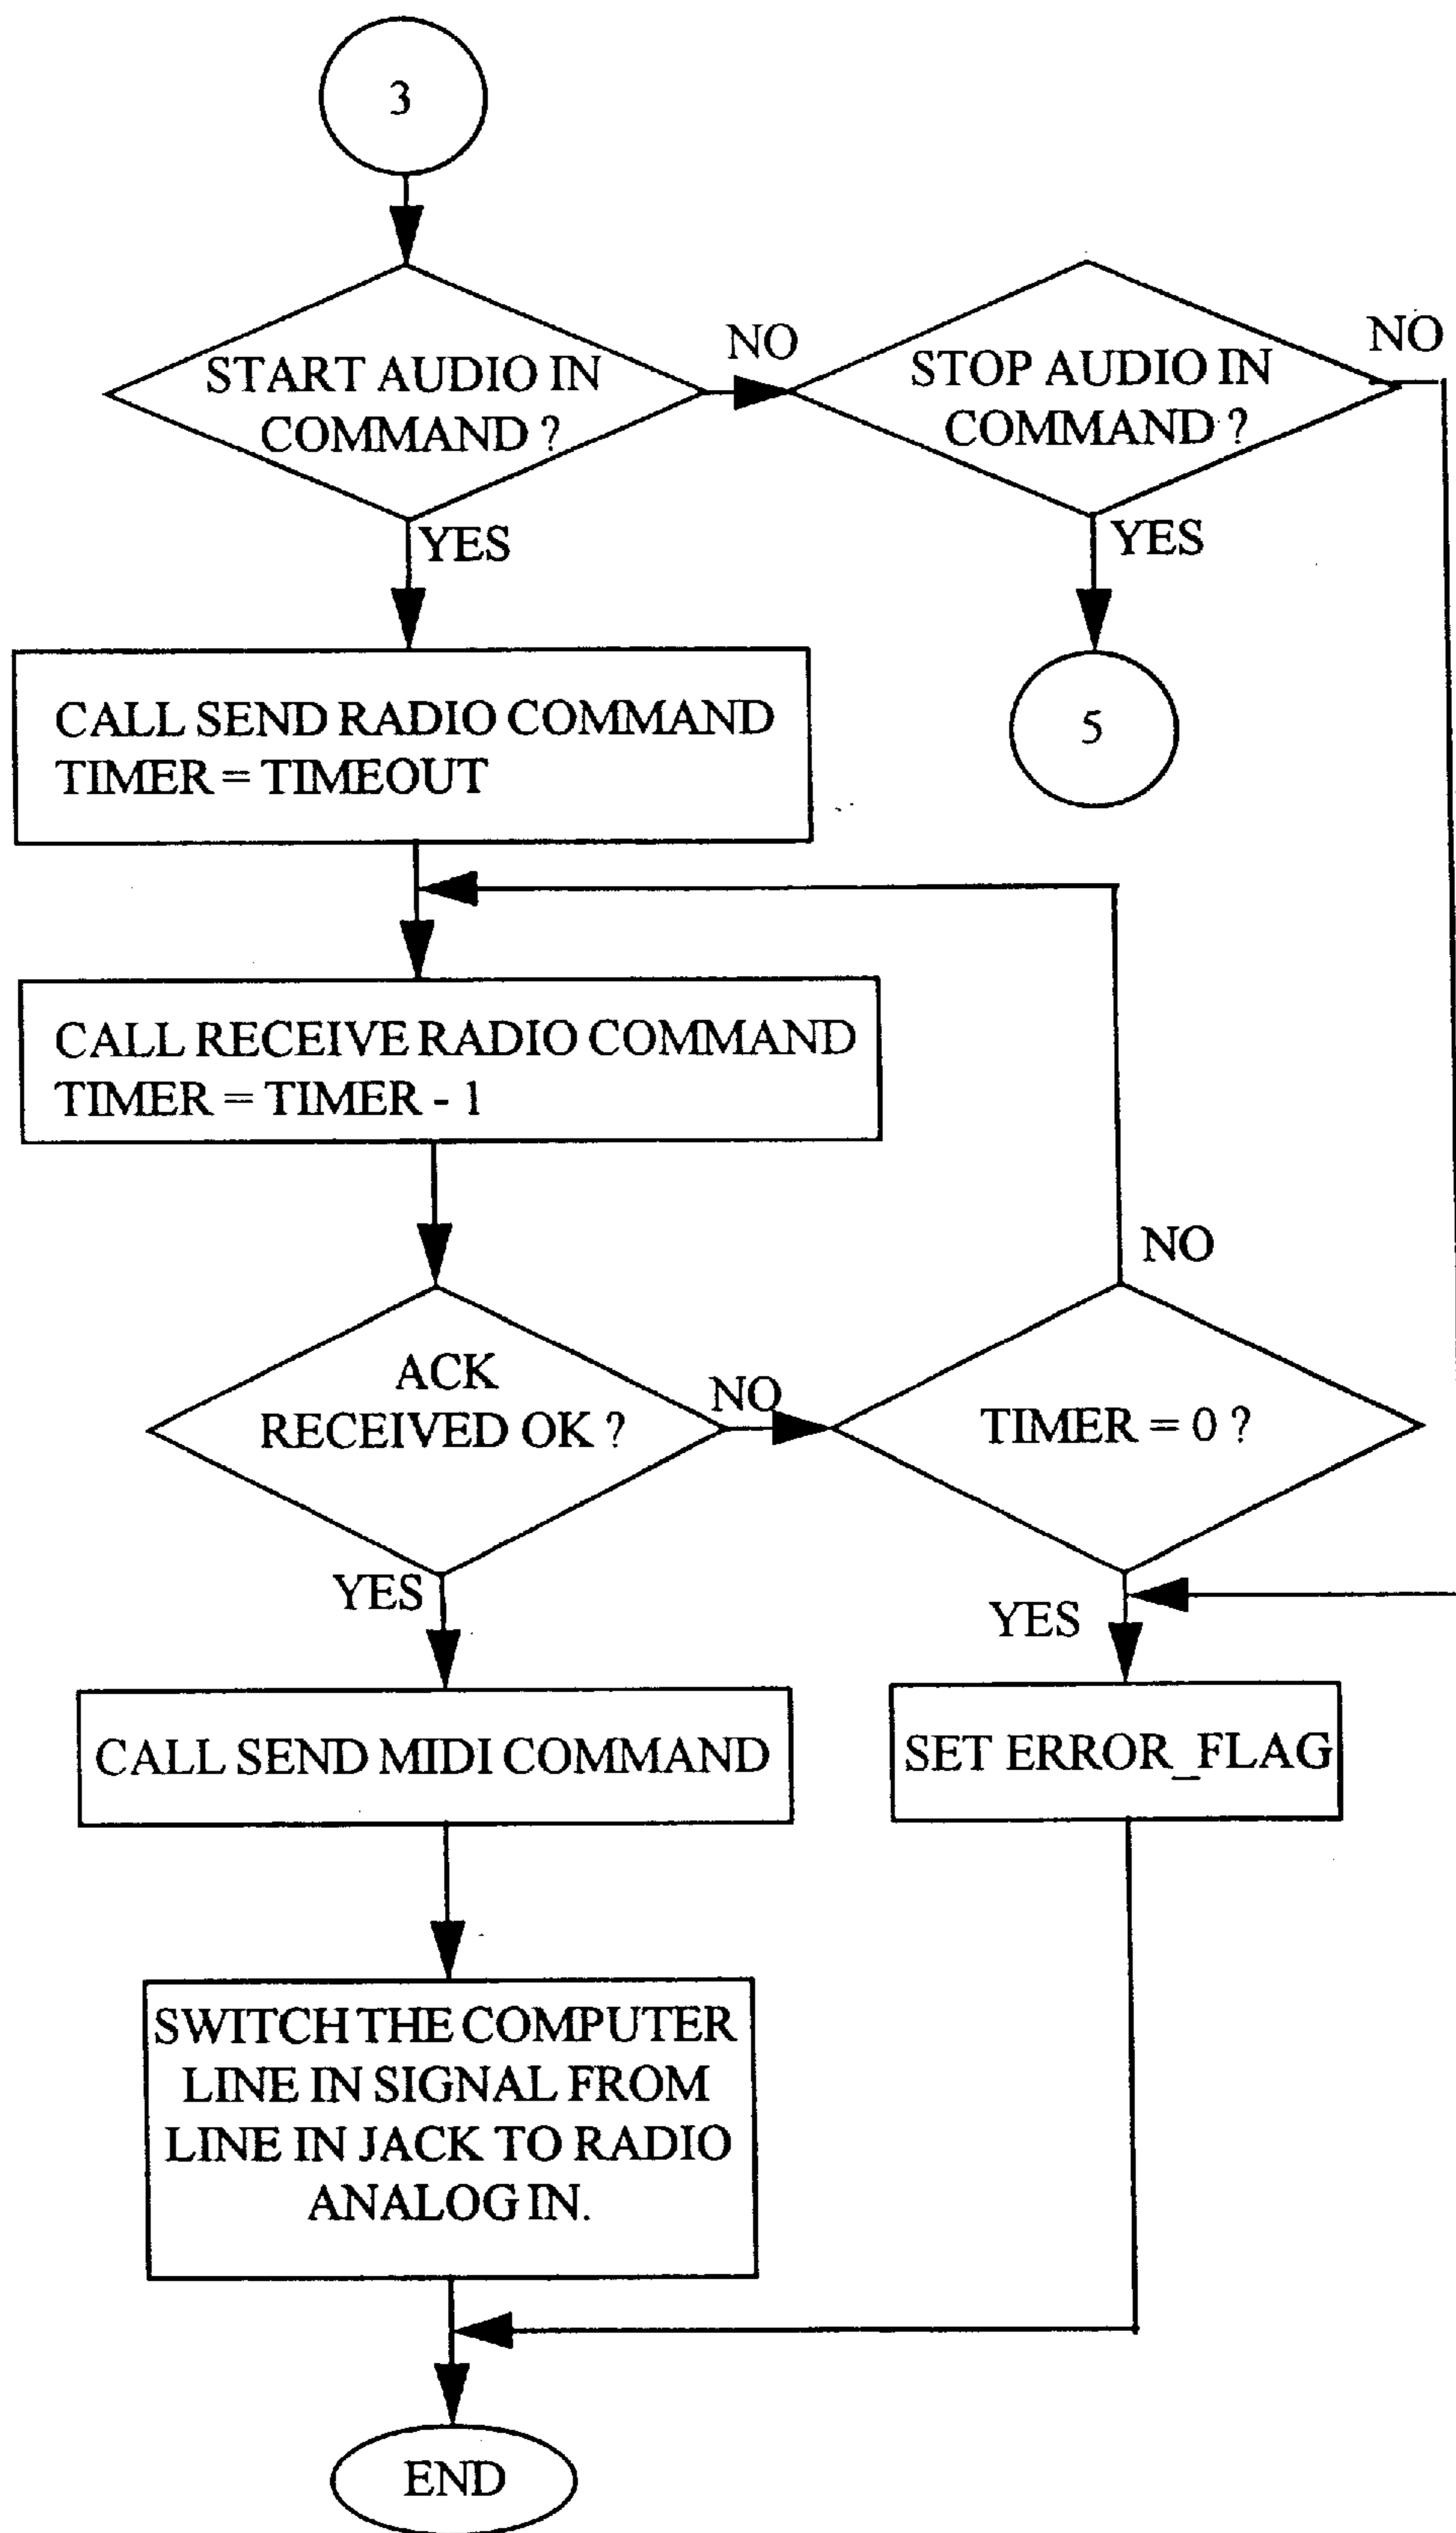 3
START AUDIO IN
COMMAND ?
NO
STOP AUDIO IN
COMMAND ?
NO
YES
YES
CALL SEND RADIO COMMAND
TIMER = TIMEOUT
5
CALL RECEIVE RADIO COMMAND
TIMER = TIMER - 1
NO
ACK
RECEIVED OK ?
NO
TIMER = 0 ?
YES
YES
CALL SEND MIDI COMMAND
SET ERROR_FLAG
SWITCH THE COMPUTER
LINE IN SIGNAL FROM
LINE IN JACK TO RADIO
ANALOG IN.
END